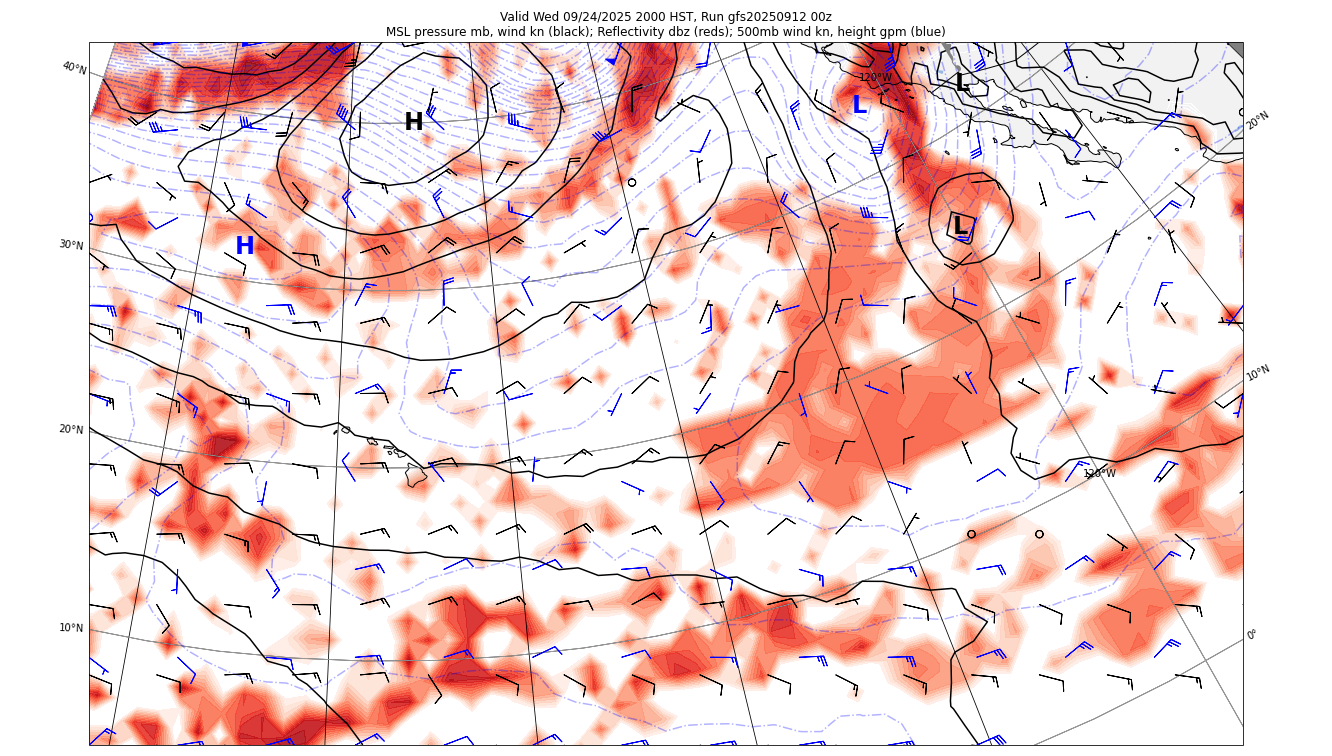 Valid Wed 09/24/2025 2000 HST, Run gfs20250912 00z
MSL pressure mb, wind kn (black); Reflectivity dbz (reds); 500mb wind kn, height gpm (blue)
40°N
120°W
L
L
H
20°N
30°N
H
L
10°N
20°N
120°W
10°N
0°